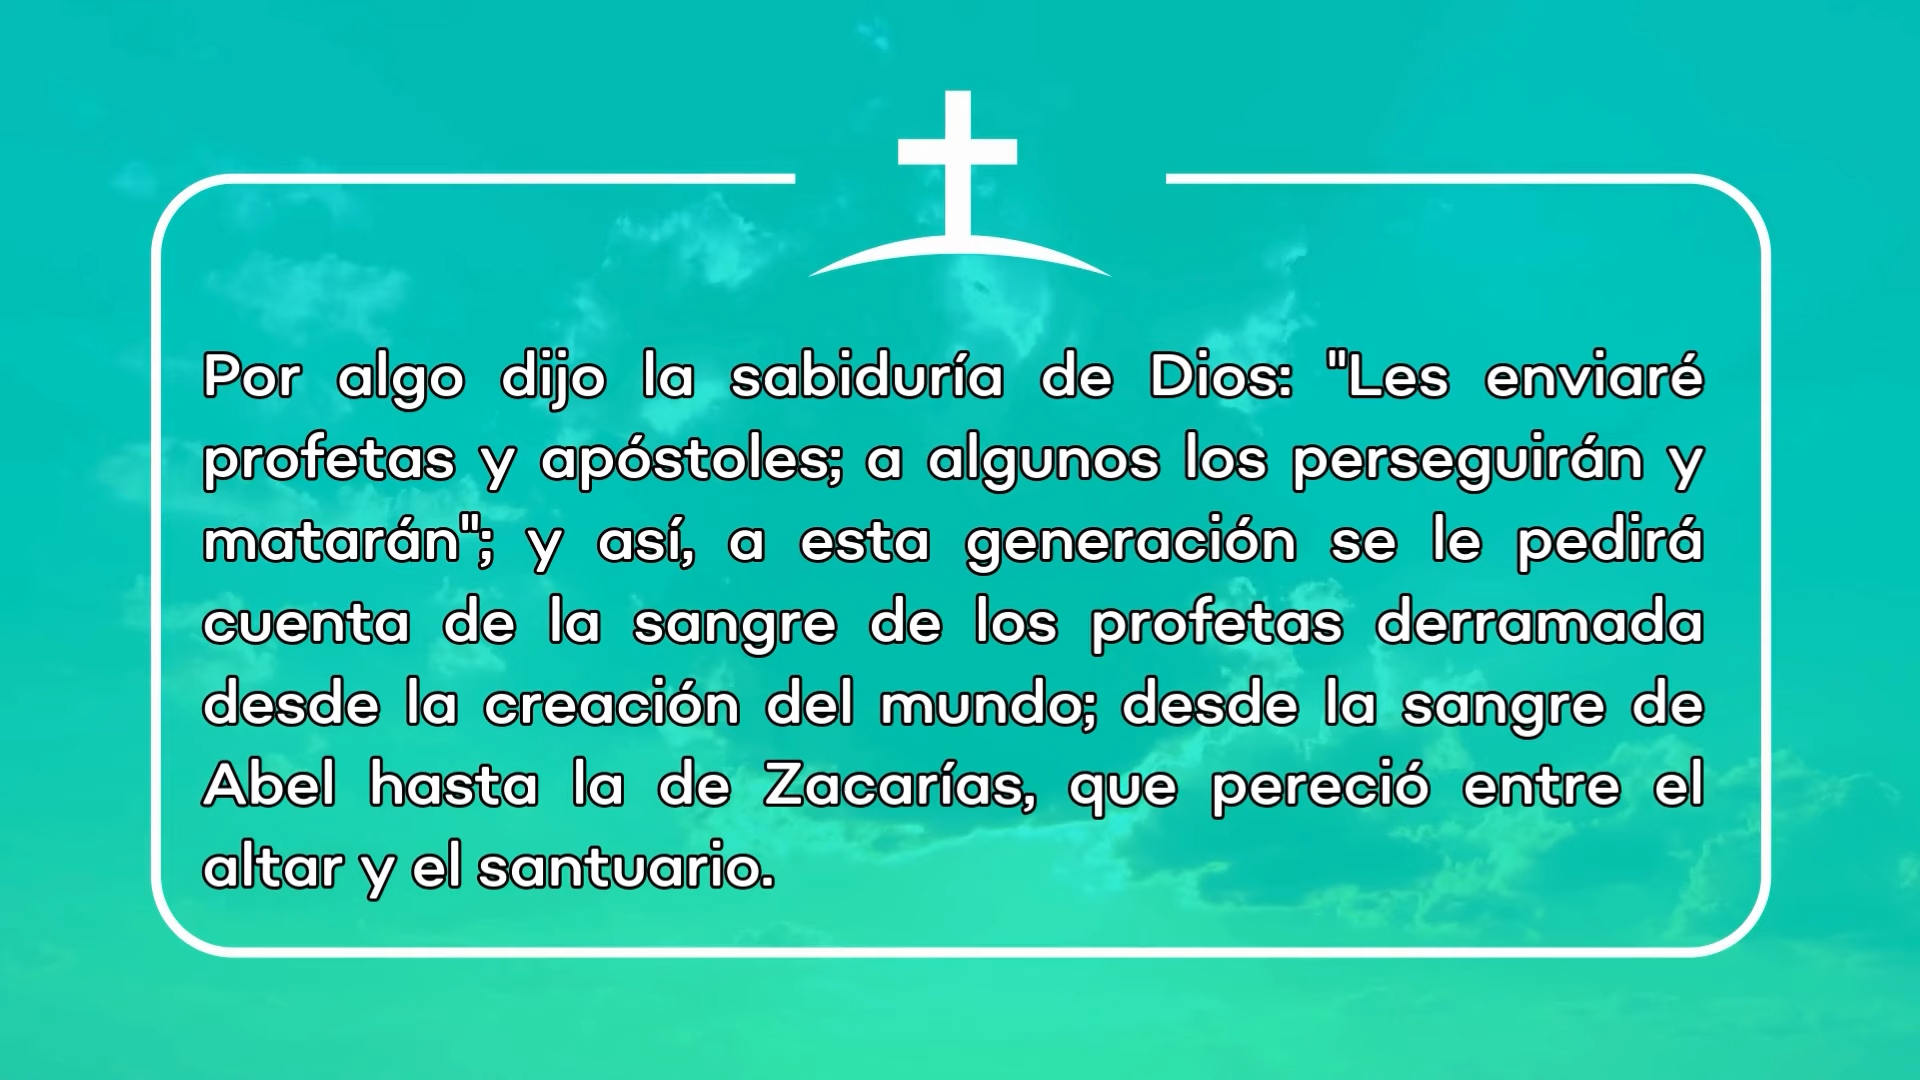 Por algo dijo la sabiduría de Dios: "Les enviaré
profetas y apóstoles; a algunos los perseguirán y
matarán"; y así, a esta generación se le pedirá
cuenta de la sangre de los profetas derramada
desde la creación del mundo; desde la sangre de
Abel hasta la de Zacarías, que pereció entre el
altar y el santuario.